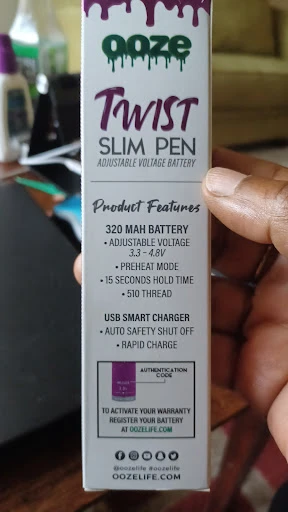 ooze
TWIST
SLIM PEN
ADJUSTABLE VOLTAGE BATTERY
Product Features
320 MAH BATTERY
• ADJUSTABLE VOLTAGE
3.3 - 4.8V
• PREHEAT MODE
• 15 SECONDS HOLD TIME
• 510 THREAD
USB SMART CHARGER
• AUTO SAFETY SHUT OFF
• RAPID CHARGE
AUTHENTICATION
CODE
TO ACTIVATE YOUR WARRANTY
REGISTER YOUR BATTERY
AT OOZELIFE.COM
@oozelife #oozelife
OOZELIFE.COM